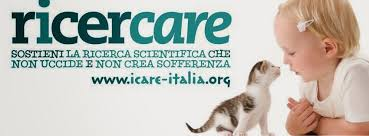 ricercare
SOSTIENI LA RICERCA SCIENTIFICA CHE
NON UCCIDE E NON CREA SOFFERENZA
www.icare-italia.org